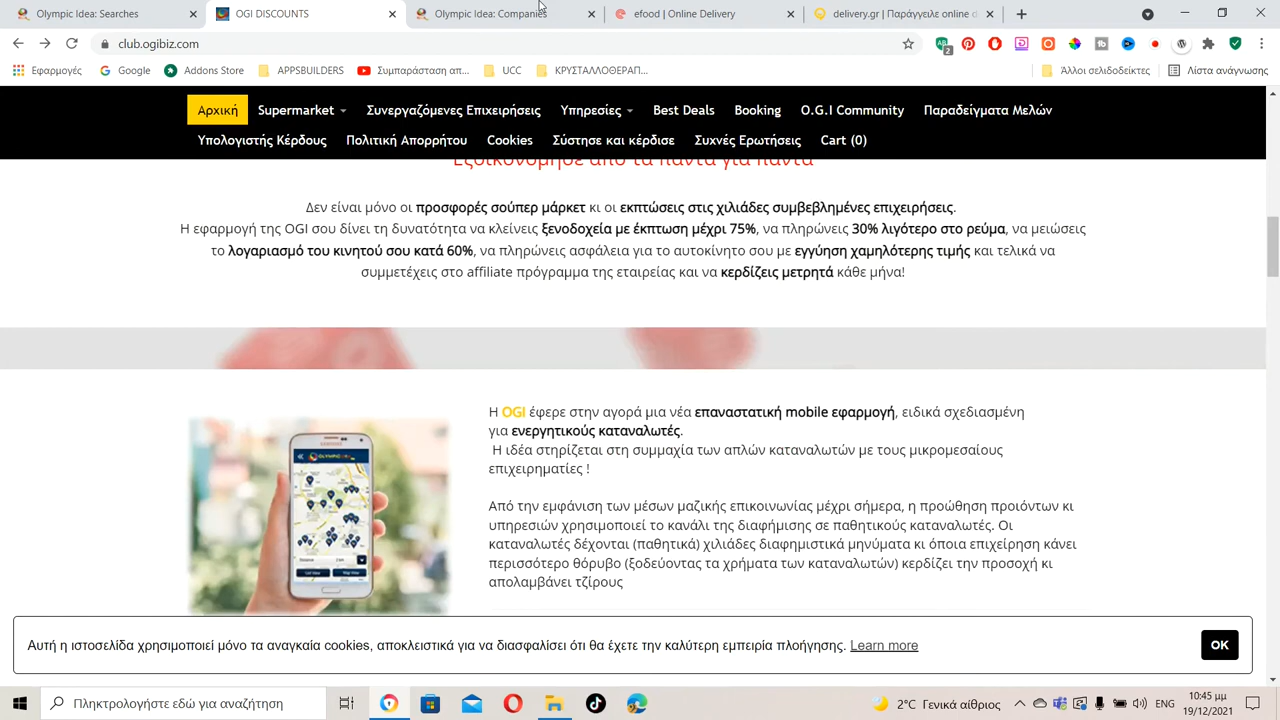 Olympic Idea: Searches
OGI DISCOUNTS
Olympic Idea: Companies
efood | Online Delivery
delivery.gr | Παράγγειλε online d
club.ogibiz.com
2
Εφαρμογές
Google
Addons Store
APPSBUILDERS
Συμπαράσταση απ...
UCC
ΚΡΥΣΤΑΛΛΟΘΕΡΑΠ...
Άλλοι σελιδοδείκτες
Λίστα ανάγνωσης
Αρχική Supermarket Συνεργαζόμενες Επιχειρήσεις Υπηρεσίες Best Deals Booking O.G.I Community Παραδείγματα Μελών
Υπολογιστής Κέρδους Πολιτική Απορρήτου Cookies Σύστησε και κέρδισε Συχνές Ερωτήσεις Cart (0)
Εξοικονόμησε από τα πάντα για πάντα
Δεν είναι μόνο οι προσφορές σούπερ μάρκετ κι οι εκπτώσεις στις χιλιάδες συμβεβλημένες επιχειρήσεις.
Η εφαρμογή της OGI σου δίνει τη δυνατότητα να κλείνεις ξενοδοχεία με έκπτωση μέχρι 75%, να πληρώνεις 30% λιγότερο στο ρεύμα, να μειώσεις
το λογαριασμό του κινητού σου κατά 60%, να πληρώνεις ασφάλεια για το αυτοκίνητο σου με εγγύηση χαμηλότερης τιμής και τελικά να
συμμετέχεις στο affiliate πρόγραμμα της εταιρείας και να κερδίζεις μετρητά κάθε μήνα!
Η OGI έφερε στην αγορά μια νέα επαναστατική mobile εφαρμογή, ειδικά σχεδιασμένη
για ενεργητικούς καταναλωτές.
Η ιδέα στηρίζεται στη συμμαχία των απλών καταναλωτών με τους μικρομεσαίους
επιχειρηματίες !
Από την εμφάνιση των μέσων μαζικής επικοινωνίας μέχρι σήμερα, η προώθηση προιόντων κι
υπηρεσιών χρησιμοποιεί το κανάλι της διαφήμισης σε παθητικούς καταναλωτές. Οι
καταναλωτές δέχονται (παθητικά) χιλιάδες διαφημιστικά μηνύματα κι όποια επιχείρηση κάνει
περισσότερο θόρυβο (ξοδεύοντας τα χρήματα των καταναλωτών) κερδίζει την προσοχή κι
απολαμβάνει τζίρους
Αυτή η ιστοσελίδα χρησιμοποιεί μόνο τα αναγκαία cookies, αποκλειστικά για να διασφαλίσει ότι θα έχετε την καλύτερη εμπειρία πλοήγησης. Learn more
OK
Πληκτρολογήστε εδώ για αναζήτηση
2°C Γενικά αίθριος
ENG
10:45 μμ
19/12/2021